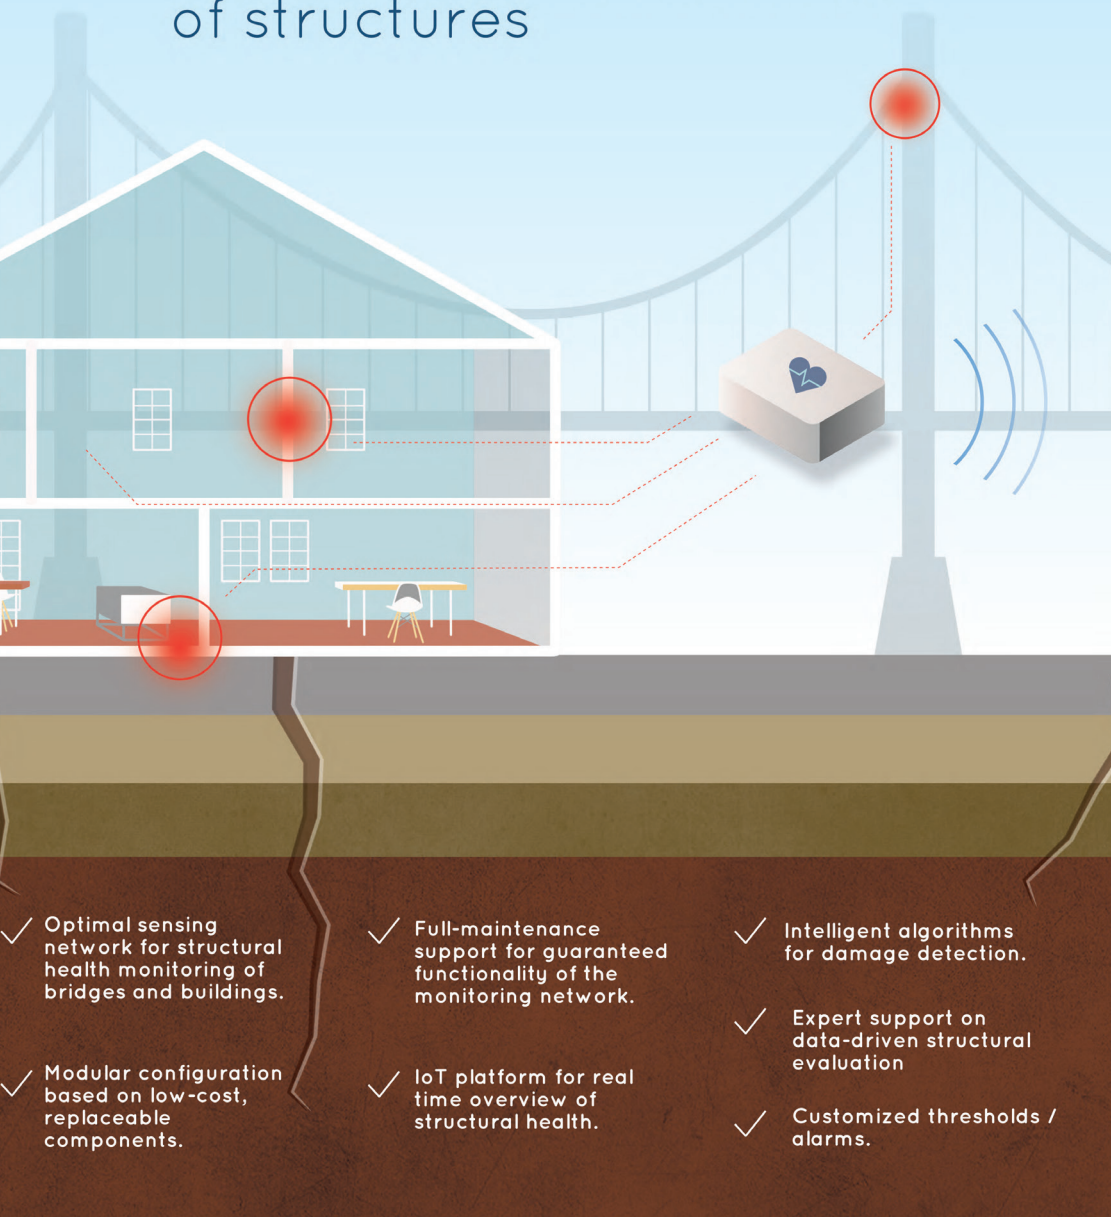 of structures
Optimal sensing
network for structural
health monitoring of
bridges and buildings.
Modular configuration
based on low-cost,
replaceable
components.
Full-maintenance
support for guaranteed
functionality of the
monitoring network.
IoT platform for real
time overview of
structural health.
Intelligent algorithms
for damage detection.
Expert support on
data-driven structural
evaluation
Customized thresholds /
alarms.